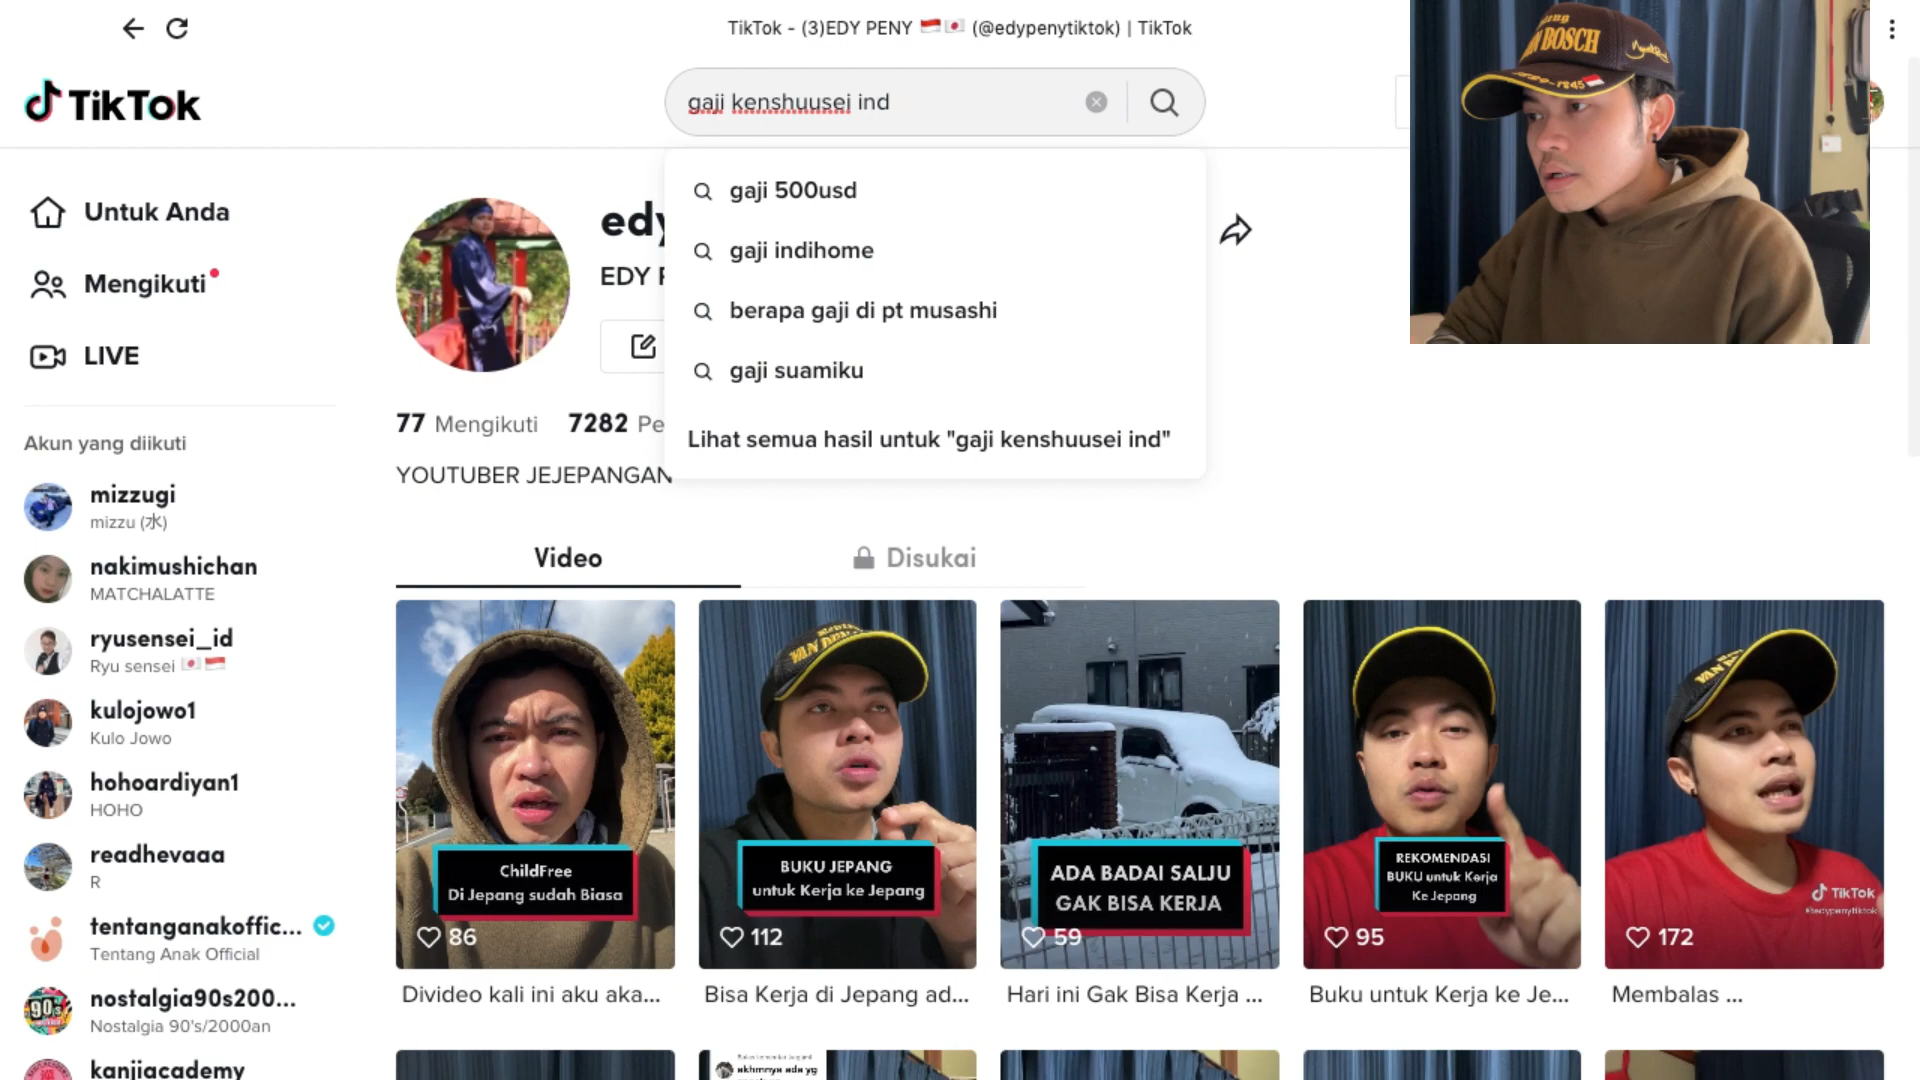 TikTok - (3)EDY PENY 🇮🇩🇯🇵 (@edypenytiktok) | TikTok
TikTok
gaji kenshuusei ind
gaji 500usd
gaji indihome
berapa gaji di pt musashi
gaji suamiku
Lihat semua hasil untuk "gaji kenshuusei ind"
BOSCH
1945
Untuk Anda
Mengikuti
LIVE
Akun yang diikuti
mizzugi
mizzu (水)
nakimushichan
MATCHALATTE
ryusensei_id
Ryu sensei 🇯🇵🇮🇩
kulojowo1
Kulo Jowo
hohoardiyan1
HOHO
readhevaaa
R
tentanganakoffic...
Tentang Anak Official
90's
nostalgia90s200...
Nostalgia 90's/2000an
kanjiacademy
edy
EDY
77 Mengikuti 7282 Pe
YOUTUBER JEJEPANGAN
Video
Disukai
ChildFree
Di Jepang sudah Biasa
86
Divideo kali ini aku aka...
BUKU JEPANG
untuk Kerja ke Jepang
112
Bisa Kerja di Jepang ad...
ADA BADAI SALJU
GAK BISA KERJA
59
Hari ini Gak Bisa Kerja ...
REKOMENDASI
BUKU untuk Kerja
Ke Jepang
95
Buku untuk Kerja ke Je...
TikTok
@edypenytiktok
172
Membalas ...
akhirnya ada yg